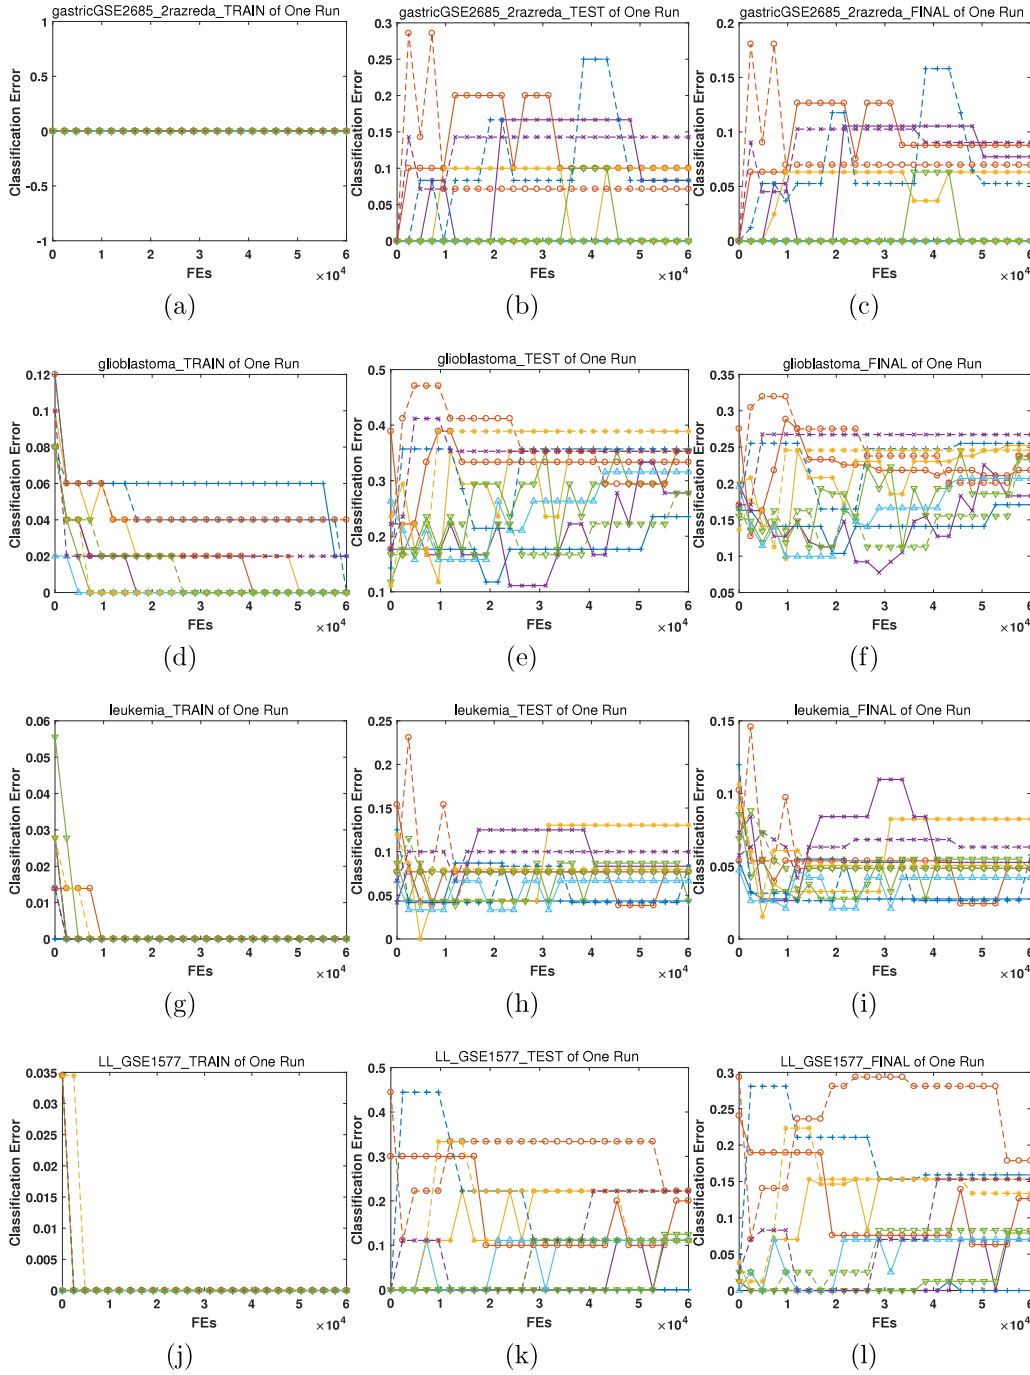 gastricGSE2685_2razreda_TRAIN of One Run
1
0.5
0
-0.5
-1
Classification Error
0 1 2 3 4 5 6
FEs
×10^4
(a)
gastricGSE2685_2razreda_TEST of One Run
0.3
0.25
0.2
0.15
0.1
0.05
0
Classification Error
0 1 2 3 4 5 6
FEs
×10^4
(b)
gastricGSE2685_2razreda_FINAL of One Run
0.2
0.15
0.1
0.05
0
Classification Error
0 1 2 3 4 5 6
FEs
×10^4
(c)
glioblastoma_TRAIN of One Run
0.12
0.1
0.08
0.06
0.04
0.02
0
Classification Error
0 1 2 3 4 5 6
FEs
×10^4
(d)
glioblastoma_TEST of One Run
0.5
0.4
0.3
0.2
0.1
Classification Error
0 1 2 3 4 5 6
FEs
×10^4
(e)
glioblastoma_FINAL of One Run
0.35
0.3
0.25
0.2
0.15
0.1
0.05
Classification Error
0 1 2 3 4 5 6
FEs
×10^4
(f)
leukemia_TRAIN of One Run
0.06
0.05
0.04
0.03
0.02
0.01
0
Classification Error
0 1 2 3 4 5 6
FEs
×10^4
(g)
leukemia_TEST of One Run
0.25
0.2
0.15
0.1
0.05
0
Classification Error
0 1 2 3 4 5 6
FEs
×10^4
(h)
leukemia_FINAL of One Run
0.15
0.1
0.05
0
Classification Error
0 1 2 3 4 5 6
FEs
×10^4
(i)
LL_GSE1577_TRAIN of One Run
0.035
0.03
0.025
0.02
0.015
0.01
0.005
0
Classification Error
0 1 2 3 4 5 6
FEs
×10^4
(j)
LL_GSE1577_TEST of One Run
0.5
0.4
0.3
0.2
0.1
0
Classification Error
0 1 2 3 4 5 6
FEs
×10^4
(k)
LL_GSE1577_FINAL of One Run
0.3
0.25
0.2
0.15
0.1
0.05
0
Classification Error
0 1 2 3 4 5 6
FEs
×10^4
(l)